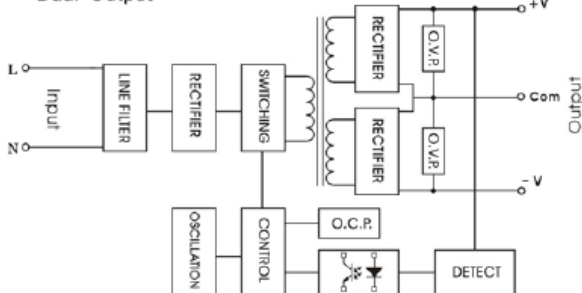 Dual Output
+V
L
Input
N
LINE FILTER
RECTIFIER
SWITCHING
RECTIFIER
RECTIFIER
O.V.P.
O.V.P.
Com
Output
-V
OSCILLATION
CONTROL
O.C.P.
DETECT